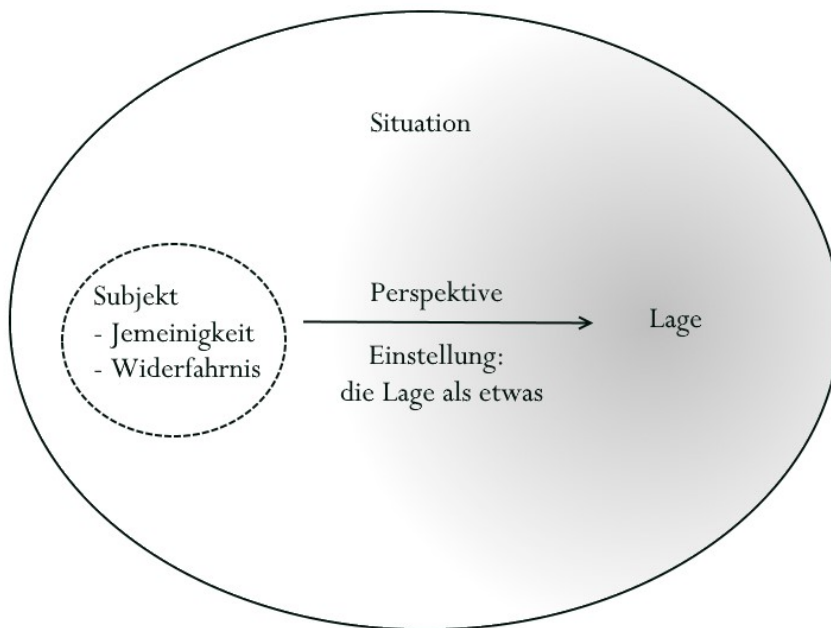 Situation
Subjekt
- Jemeinigkeit
- Widerfahrnis
Perspektive
Einstellung:
die Lage als etwas
Lage